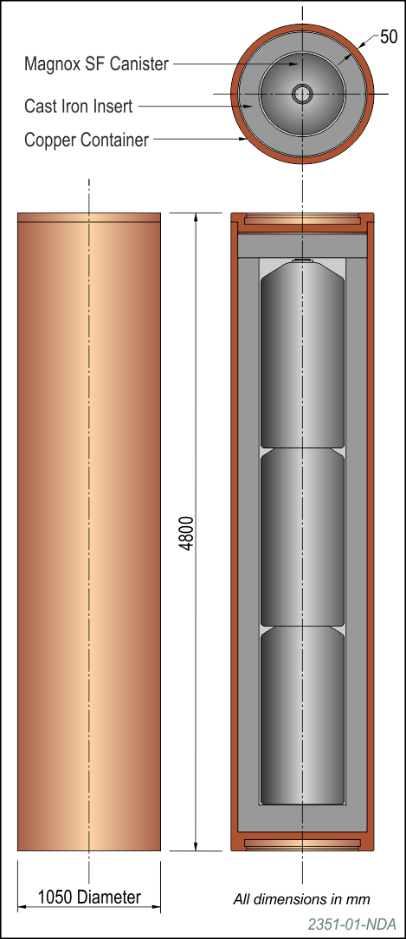 50
Magnox SF Canister
Cast Iron Insert
Copper Container
4800
1050 Diameter
All dimensions in mm
2351-01-NDA